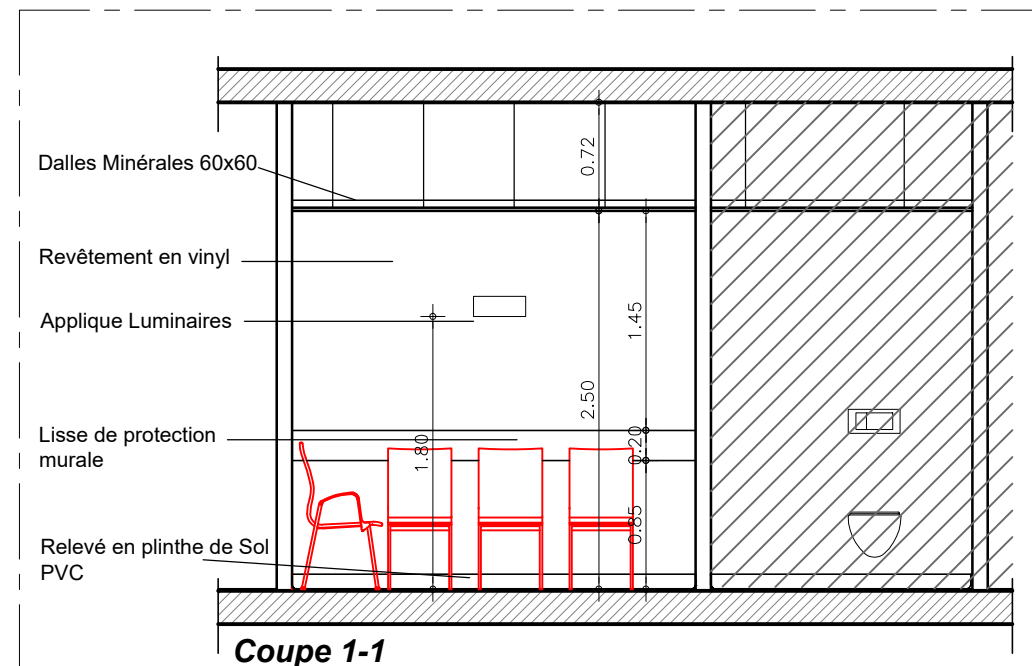 0.72
Dalles Minérales 60x60
Revêtement en vinyl
Applique Luminaires
1.45
2.50
Lisse de protection
murale
1.80
0.20
0.85
Relevé en plinthe de Sol
PVC
Coupe 1-1